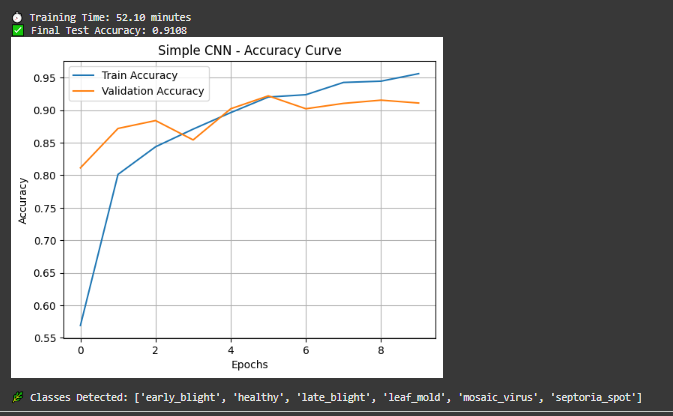 ⏱ Training Time: 52.10 minutes
✅ Final Test Accuracy: 0.9108
Simple CNN - Accuracy Curve
Train Accuracy
Validation Accuracy
0.95
0.90
0.85
0.80
0.75
0.70
0.65
0.60
0.55
Accuracy
0 2 4 6 8
Epochs
🌿 Classes Detected: ['early_blight', 'healthy', 'late_blight', 'leaf_mold', 'mosaic_virus', 'septoria_spot']